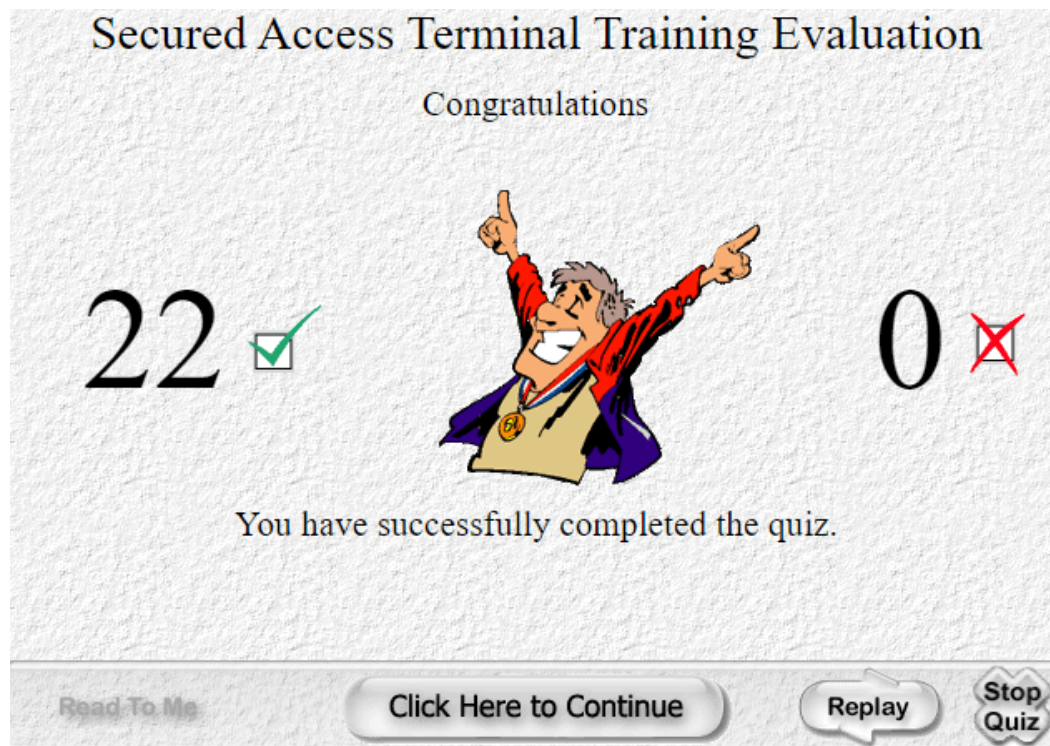 Secured Access Terminal Training Evaluation
Congratulations
22
0
You have successfully completed the quiz.
Read To Me
Click Here to Continue
Replay
Stop
Quiz